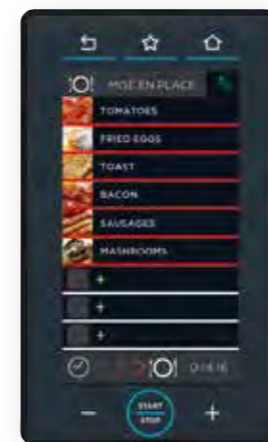 MISE EN PLACE
TOMATOES
FRIED EGGS
TOAST
BACON
SAUSAGES
MASHROOMS
+
+
+
- START STOP +